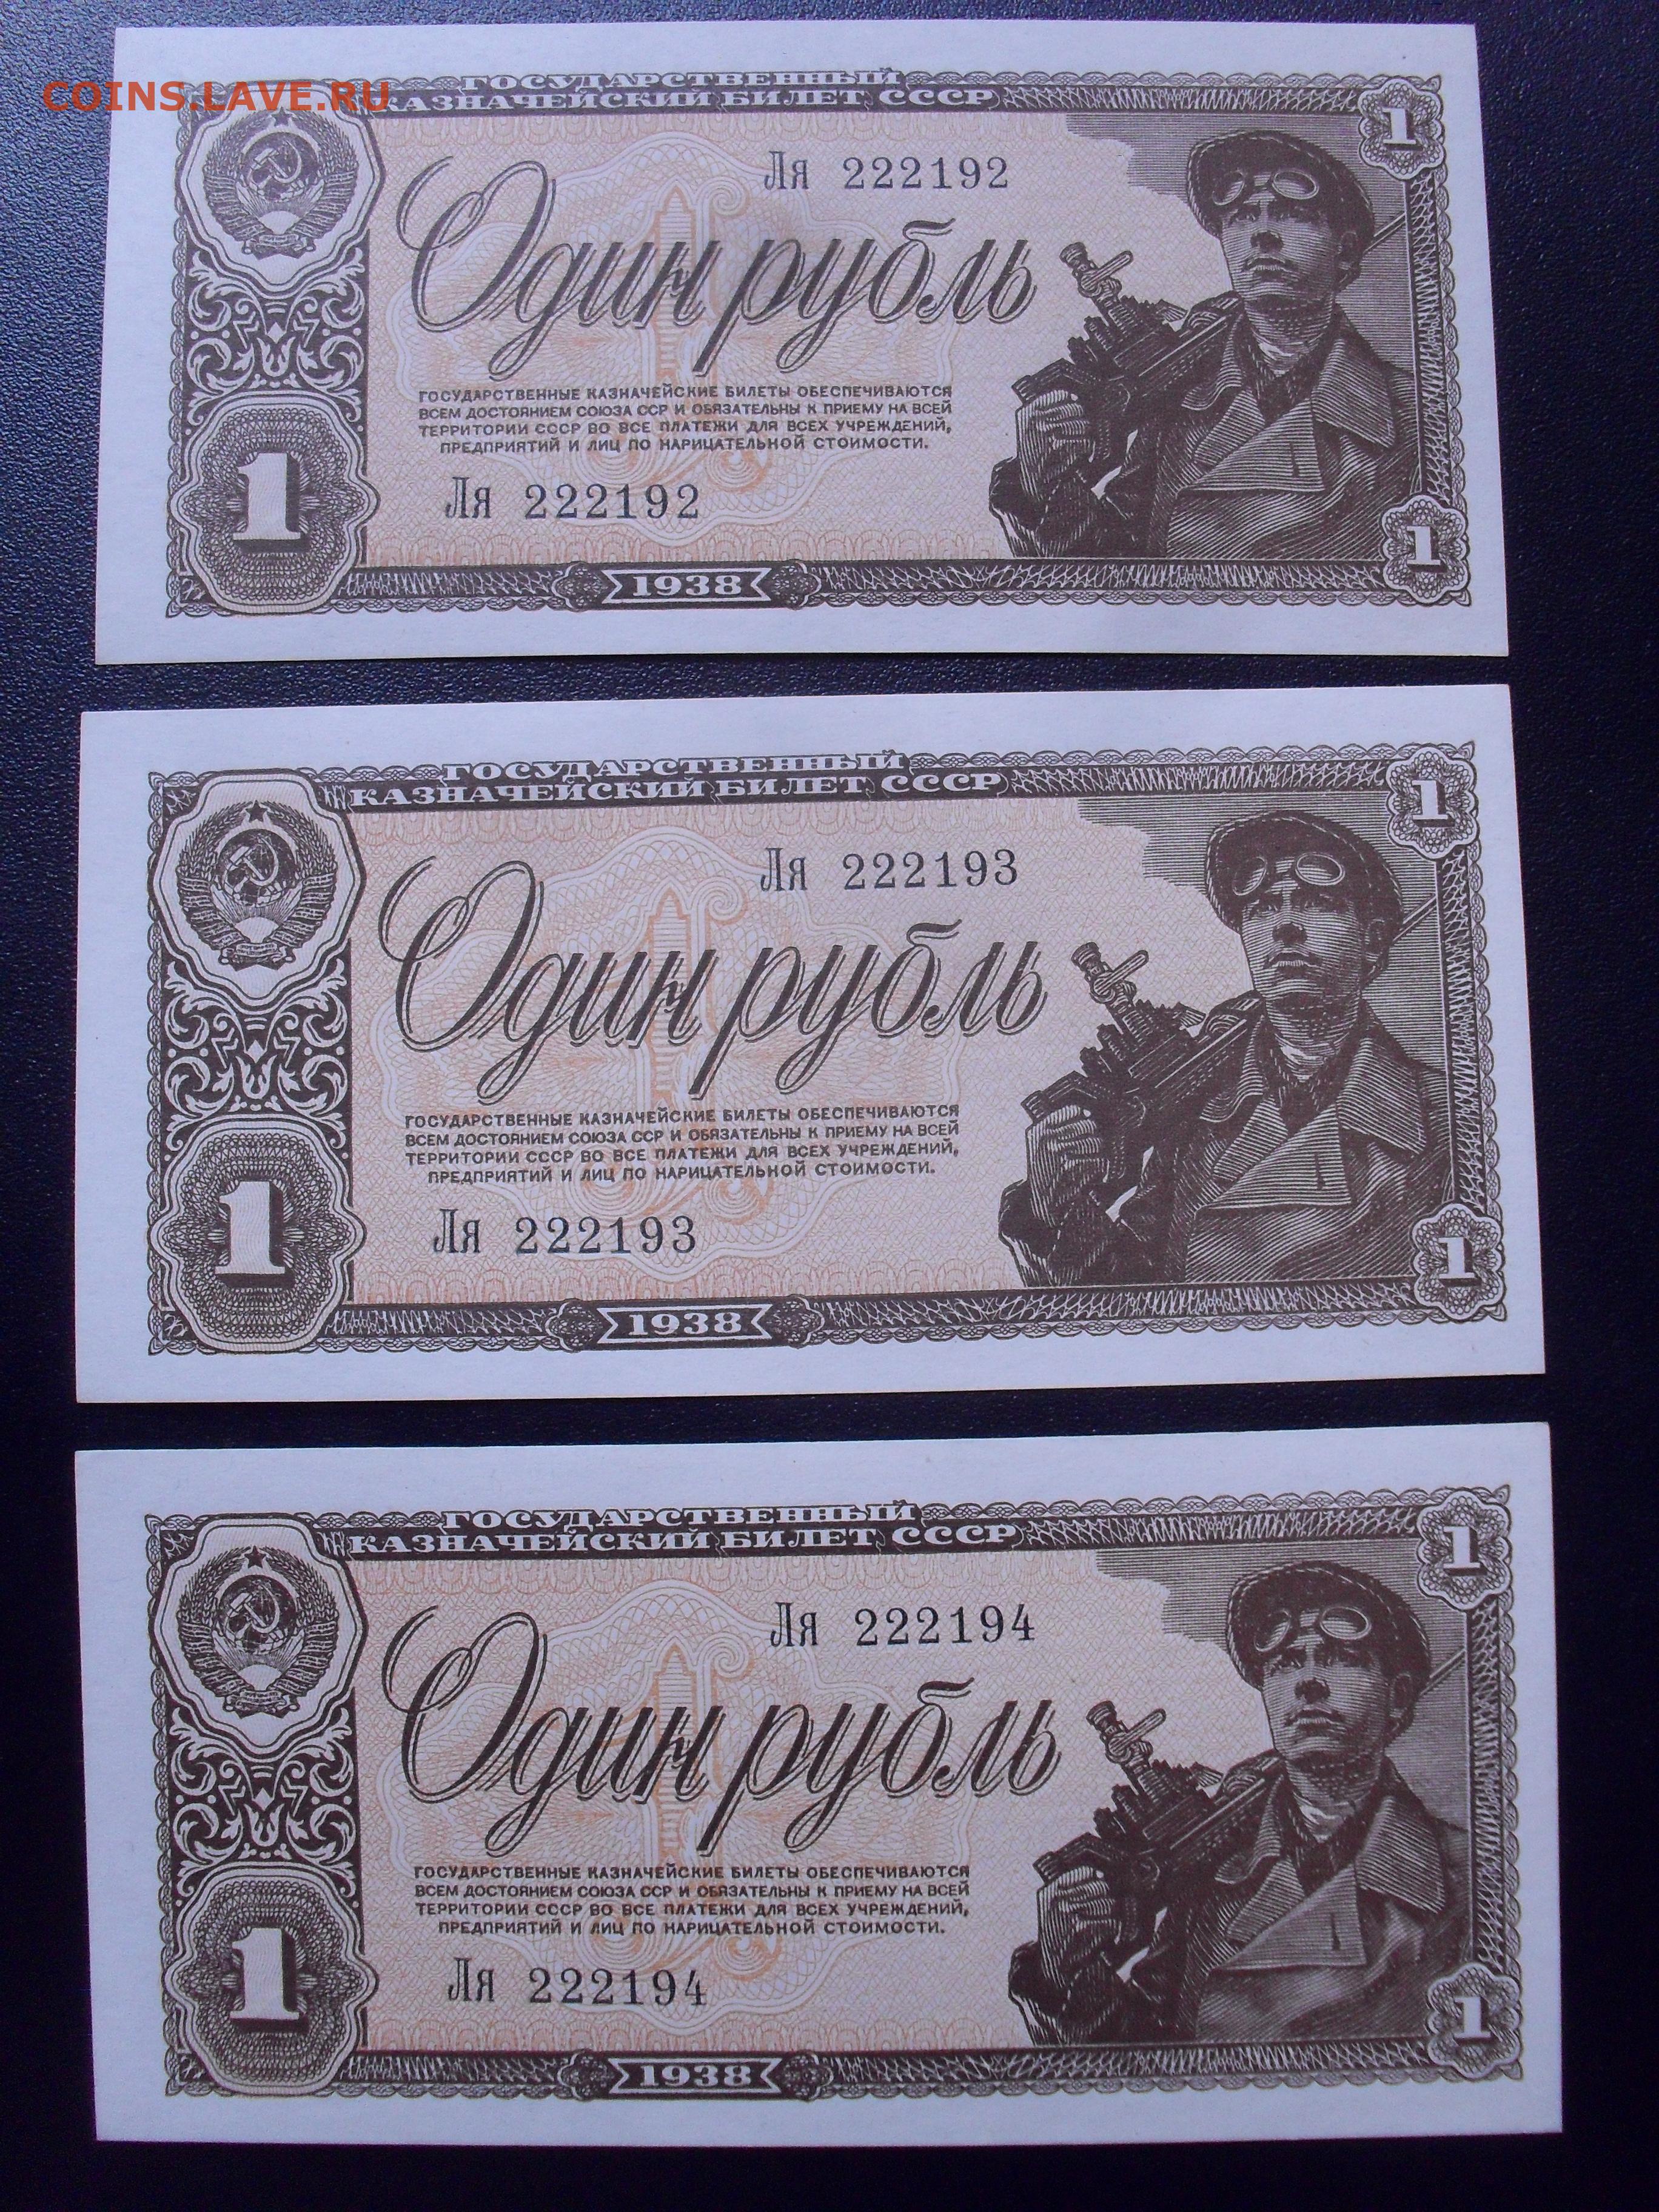 COINS.LAVE.RU
ГОСУДАРСТВЕННЫЙ
КАЗНАЧЕЙСКИЙ БИЛЕТ СССР
1
Ля 222192
Один рубль
ГОСУДАРСТВЕННЫЕ КАЗНАЧЕЙСКИЕ БИЛЕТЫ ОБЕСПЕЧИВАЮТСЯ
ВСЕМ ДОСТОЯНИЕМ СОЮЗА ССР И ОБЯЗАТЕЛЬНЫ К ПРИЕМУ НА ВСЕЙ
ТЕРРИТОРИИ СССР ВО ВСЕ ПЛАТЕЖИ ДЛЯ ВСЕХ УЧРЕЖДЕНИЙ,
ПРЕДПРИЯТИЙ И ЛИЦ ПО НАРИЦАТЕЛЬНОЙ СТОИМОСТИ.
1
Ля 222192
1
1938
ГОСУДАРСТВЕННЫЙ
КАЗНАЧЕЙСКИЙ БИЛЕТ СССР
1
Ля 222193
Один рубль
ГОСУДАРСТВЕННЫЕ КАЗНАЧЕЙСКИЕ БИЛЕТЫ ОБЕСПЕЧИВАЮТСЯ
ВСЕМ ДОСТОЯНИЕМ СОЮЗА ССР И ОБЯЗАТЕЛЬНЫ К ПРИЕМУ НА ВСЕЙ
ТЕРРИТОРИИ СССР ВО ВСЕ ПЛАТЕЖИ ДЛЯ ВСЕХ УЧРЕЖДЕНИЙ,
ПРЕДПРИЯТИЙ И ЛИЦ ПО НАРИЦАТЕЛЬНОЙ СТОИМОСТИ.
1
Ля 222193
1
1938
ГОСУДАРСТВЕННЫЙ
КАЗНАЧЕЙСКИЙ БИЛЕТ СССР
1
Ля 222194
Один рубль
ГОСУДАРСТВЕННЫЕ КАЗНАЧЕЙСКИЕ БИЛЕТЫ ОБЕСПЕЧИВАЮТСЯ
ВСЕМ ДОСТОЯНИЕМ СОЮЗА ССР И ОБЯЗАТЕЛЬНЫ К ПРИЕМУ НА ВСЕЙ
ТЕРРИТОРИИ СССР ВО ВСЕ ПЛАТЕЖИ ДЛЯ ВСЕХ УЧРЕЖДЕНИЙ,
ПРЕДПРИЯТИЙ И ЛИЦ ПО НАРИЦАТЕЛЬНОЙ СТОИМОСТИ.
1
Ля 222194
1
1938